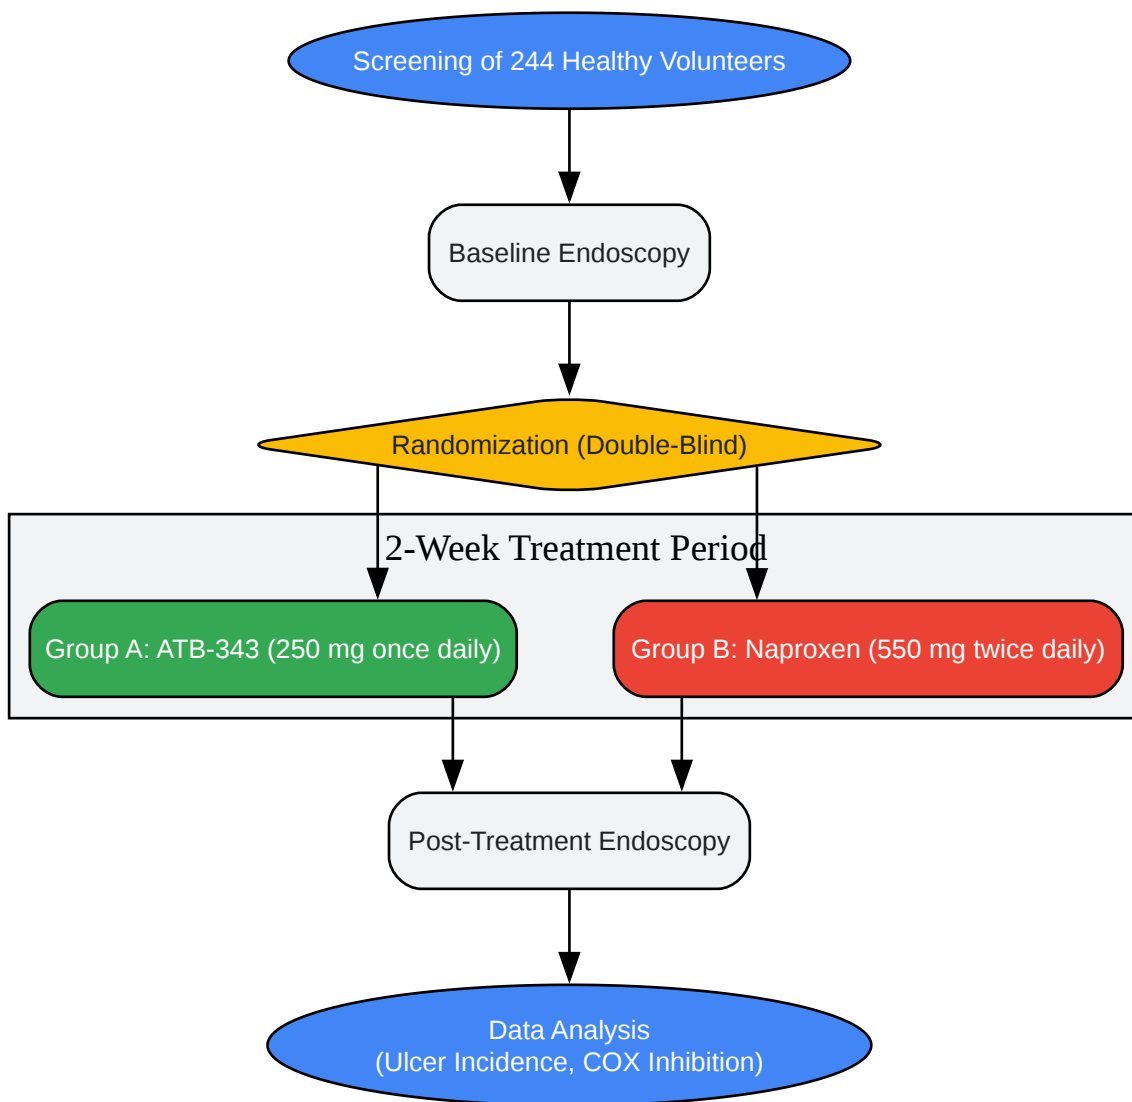 Screening of 244 Healthy Volunteers
Baseline Endoscopy
Randomization (Double-Blind)
2-Week Treatment Period
Group A: ATB-343 (250 mg once daily)
Group B: Naproxen (550 mg twice daily)
Post-Treatment Endoscopy
Data Analysis
(Ulcer Incidence, COX Inhibition)